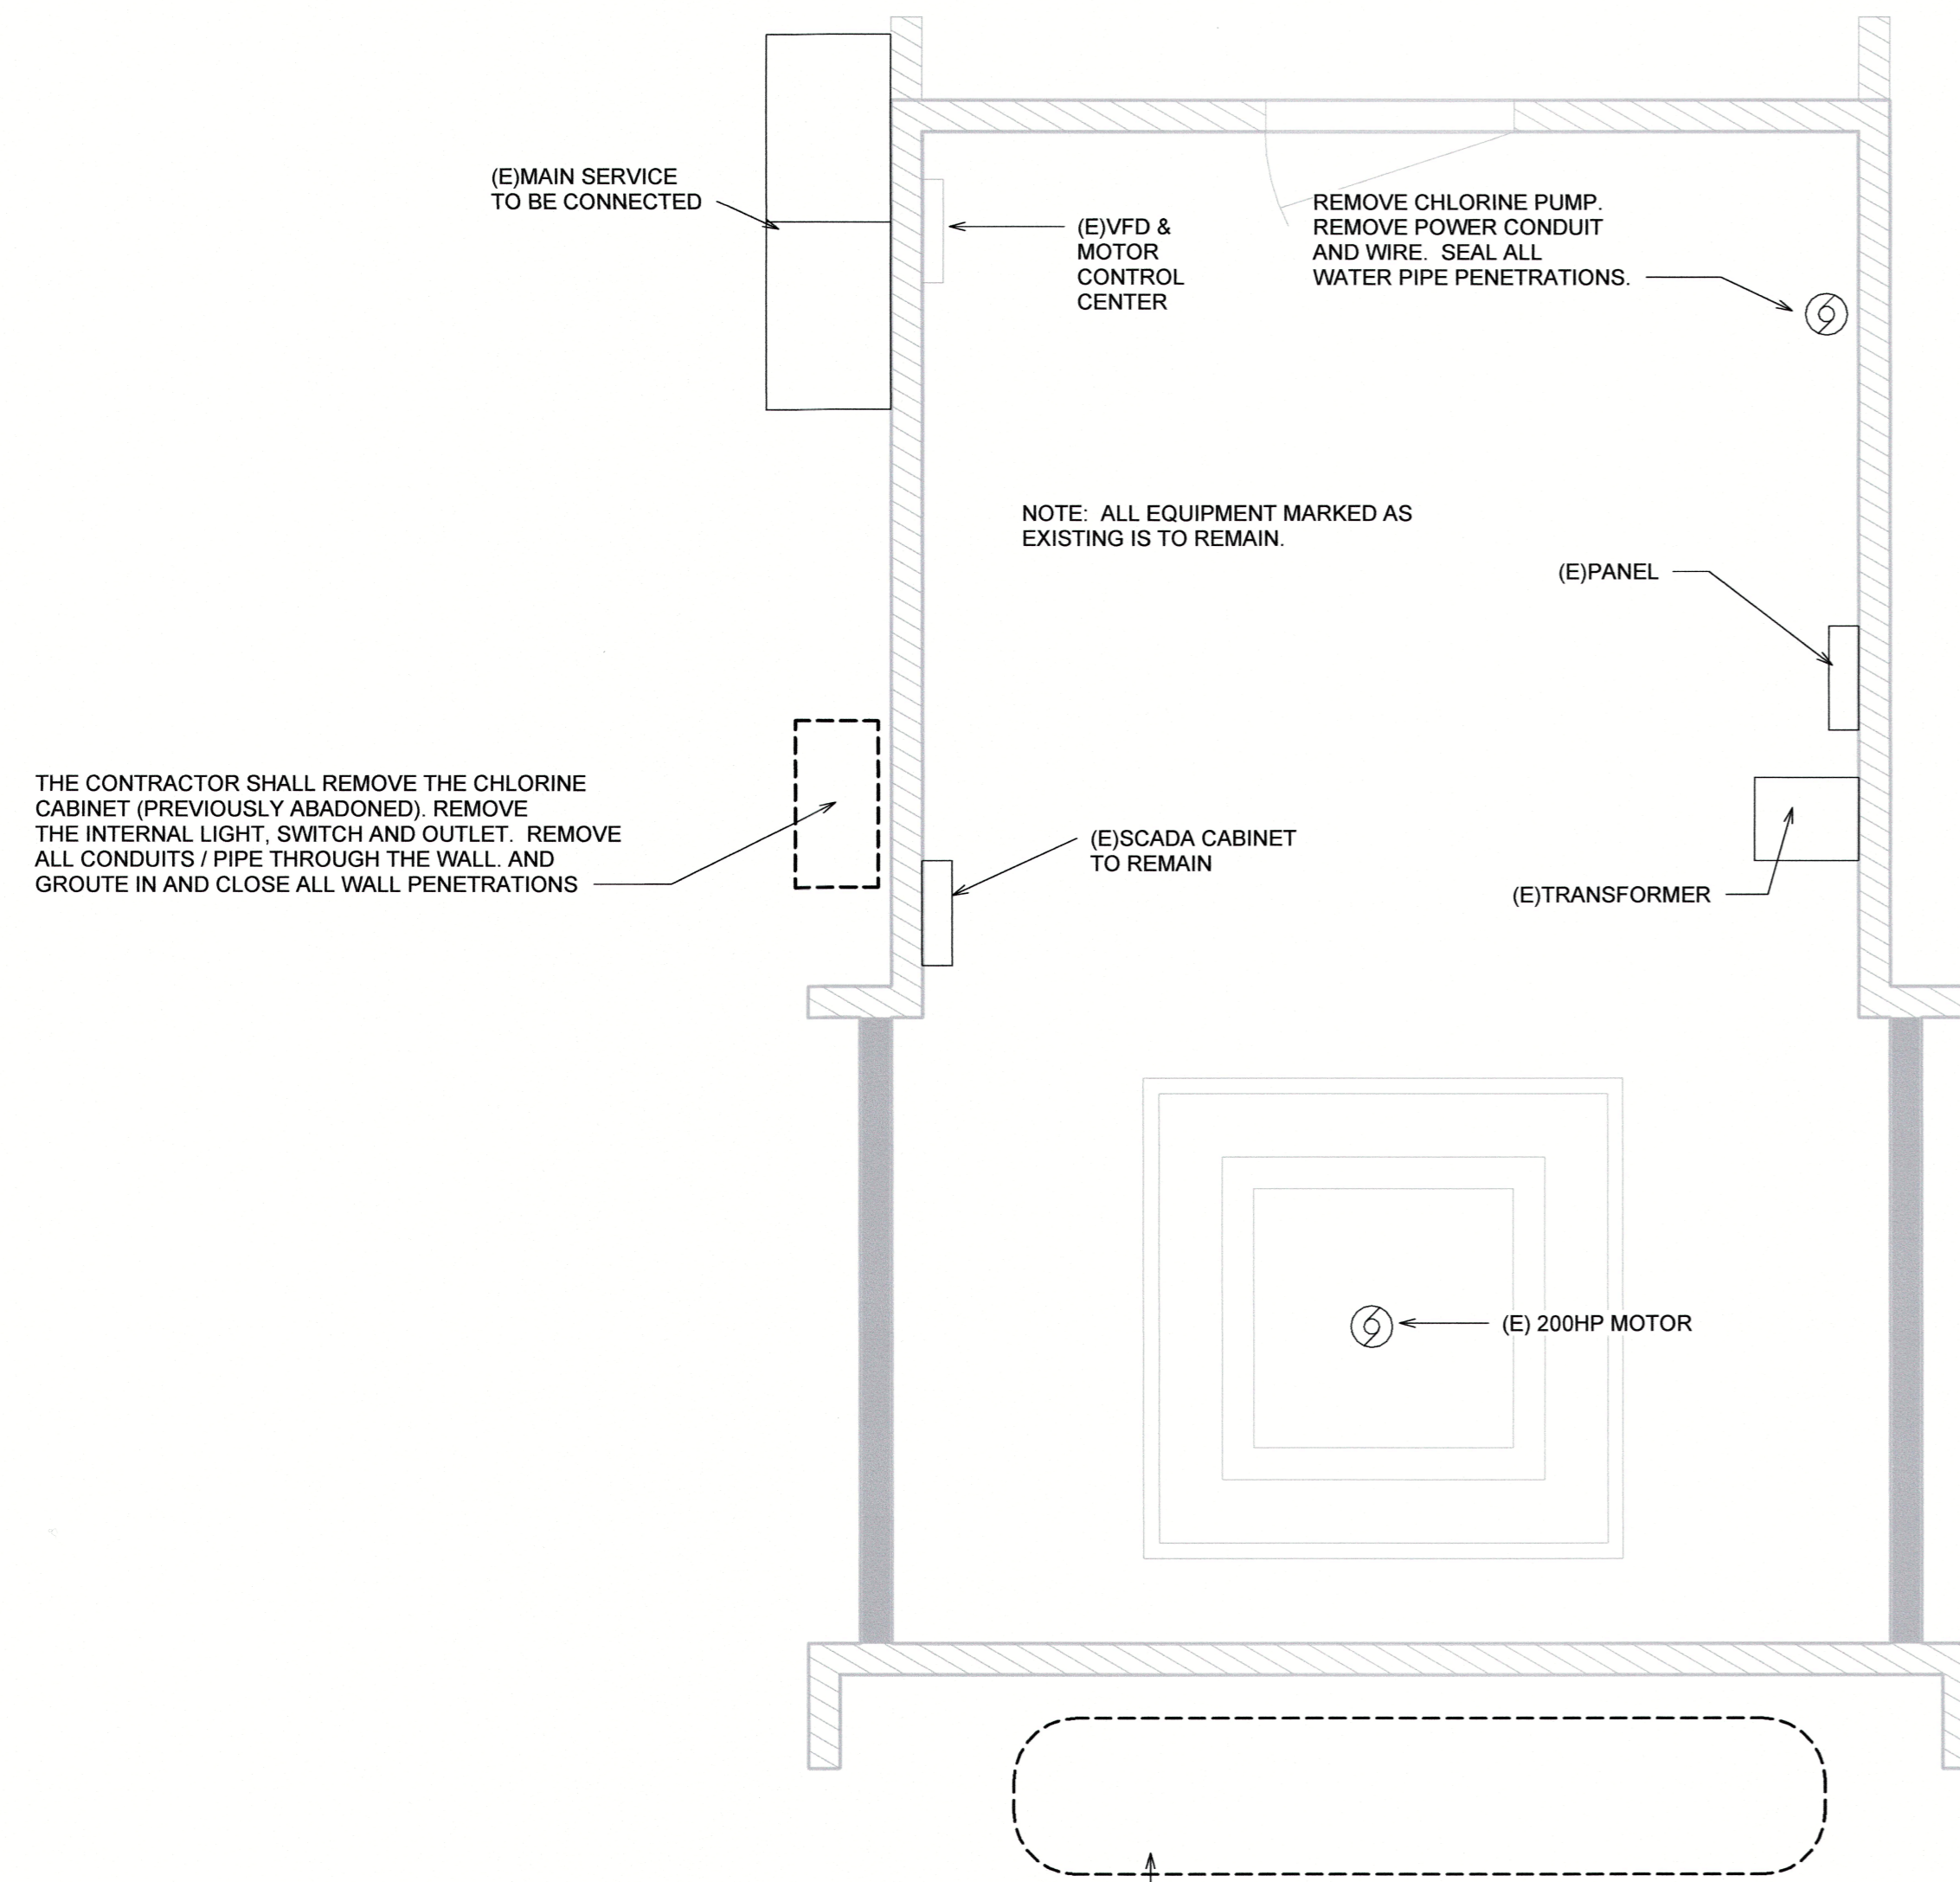 (E)MAIN SERVICE
TO BE CONNECTED
(E)VFD &
MOTOR
CONTROL
CENTER
REMOVE CHLORINE PUMP.
REMOVE POWER CONDUIT
AND WIRE.  SEAL ALL
WATER PIPE PENETRATIONS.
NOTE:  ALL EQUIPMENT MARKED AS
EXISTING IS TO REMAIN.
(E)PANEL
THE CONTRACTOR SHALL REMOVE THE CHLORINE
CABINET (PREVIOUSLY ABADONED). REMOVE
THE INTERNAL LIGHT, SWITCH AND OUTLET.  REMOVE
ALL CONDUITS / PIPE THROUGH THE WALL. AND
GROUTE IN AND CLOSE ALL WALL PENETRATIONS
(E)SCADA CABINET
TO REMAIN
(E)TRANSFORMER
(E) 200HP MOTOR